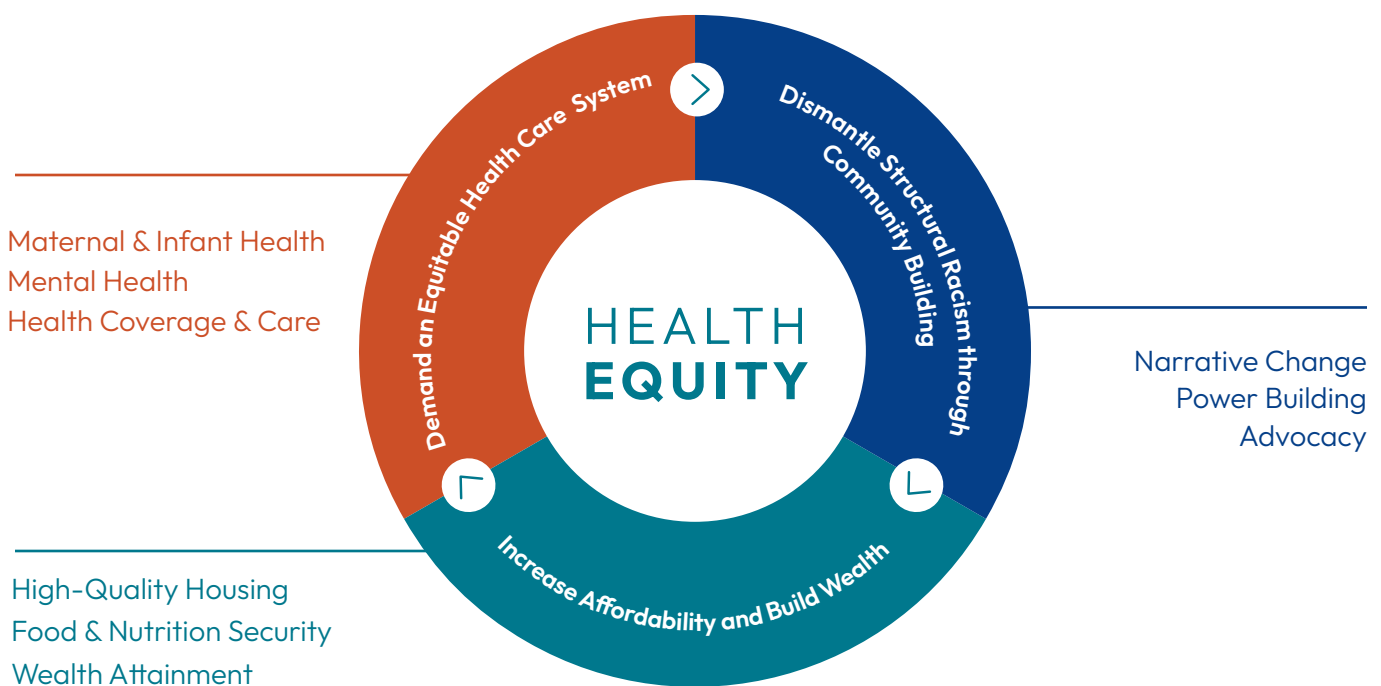 Demand an Equitable Health Care System
Dismantle Structural Racism through
Community Building
Maternal & Infant Health
Mental Health
Health Coverage & Care
HEALTH
EQUITY
Narrative Change
Power Building
Advocacy
Increase Affordability and Build Wealth
High-Quality Housing
Food & Nutrition Security
Wealth Attainment